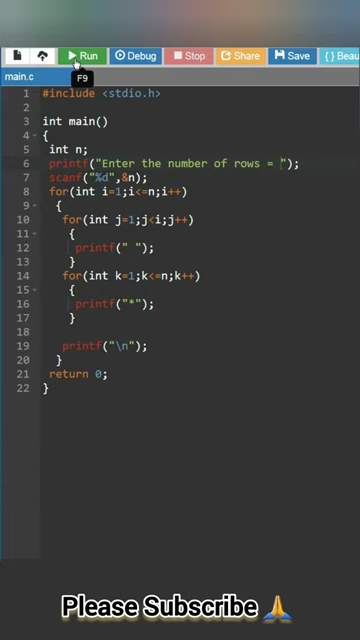 Run Debug Stop Share Save { } Beau
main.c
F9
1 #include <stdio.h>
2
3 int main()
4 {
5 int n;
6 printf("Enter the number of rows = ");
7 scanf("%d",&n);
8 for(int i=1;i<=n;i++)
9 {
10 for(int j=1;j<i;j++)
11 {
12 printf(" ");
13 }
14 for(int k=1;k<=n;k++)
15 {
16 printf("*");
17 }
18
19 printf("\n");
20 }
21 return 0;
22 }
Please Subscribe 🙏